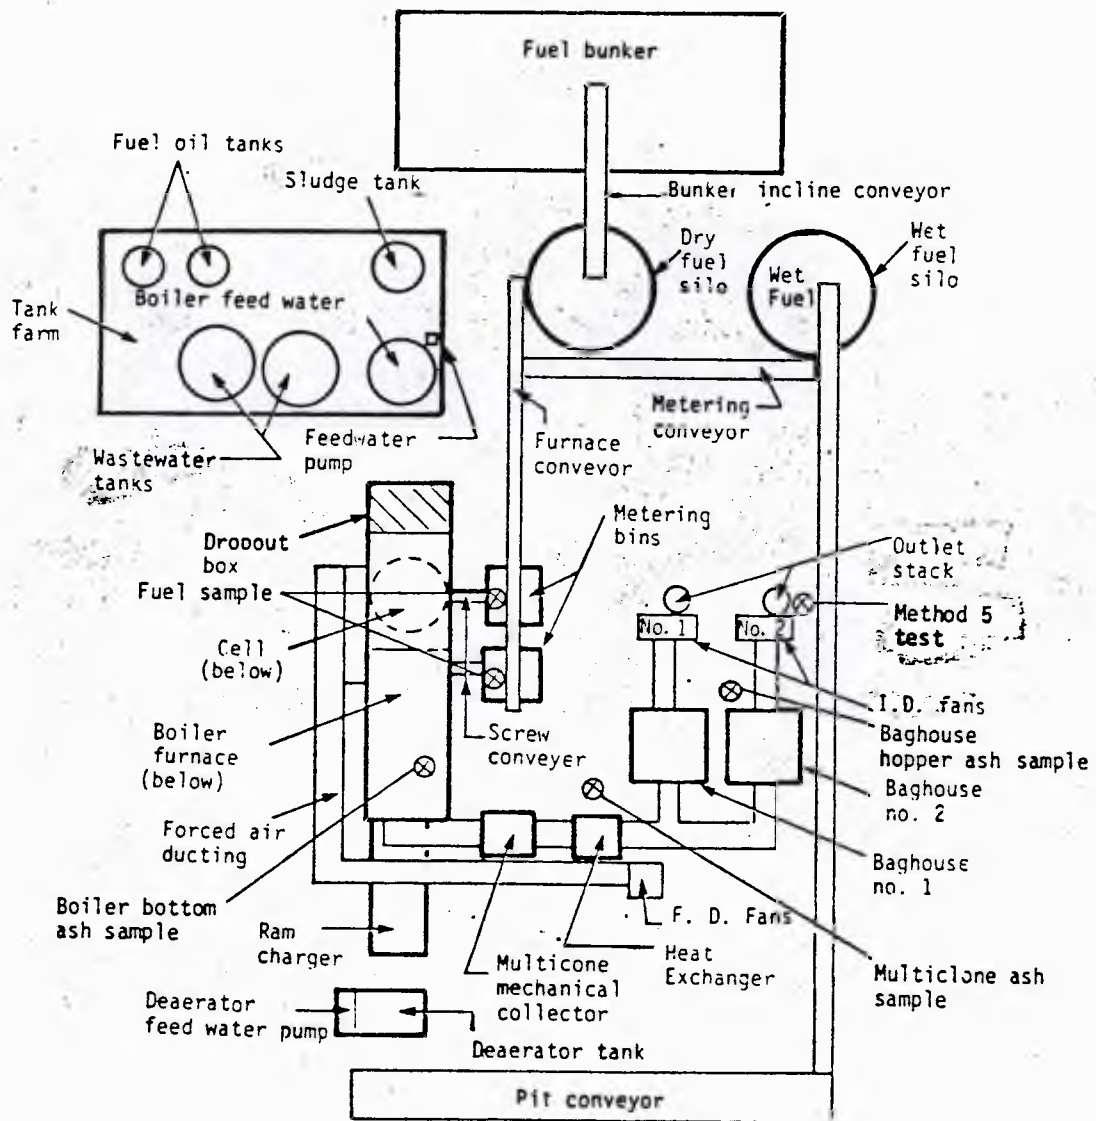 Fuel bunker
Fuel oil tanks
Sludge tank
Bunker incline conveyor
Dry
fuel
silo
Wet
fuel
silo
Wet
Fuel
Boiler feed water
Tank
farm
Metering
conveyor
Feedwater
pump
Furnace
conveyor
Wastewater
tanks
Metering
bins
Dropout
box
Outlet
stack
Fuel sample
Method 5
test
No. 1
No. 2
Cell
(below)
I.D. fans
Boiler
furnace
(below)
Screw
conveyer
Baghouse
hopper ash sample
Baghouse
no. 2
Forced air
ducting
Baghouse
no. 1
Boiler bottom
ash sample
F. D. Fans
Ram
charger
Multicone
mechanical
collector
Heat
Exchanger
Multiclone ash
sample
Deaerator
feed water pump
Deaerator tank
Pit conveyor